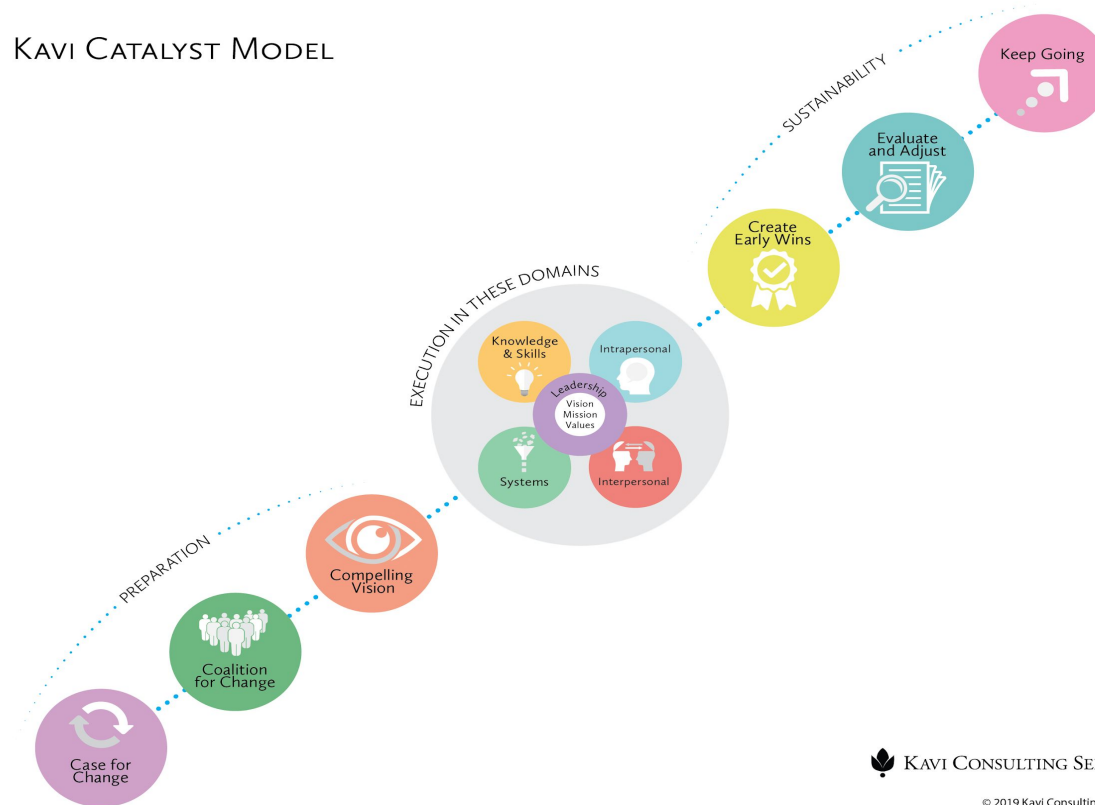 KAVI CATALYST MODEL
PREPARATION
Case for
Change
Coalition
for Change
Compelling
Vision
EXECUTION IN THESE DOMAINS
Knowledge
& Skills
Intrapersonal
Leadership
Vision
Mission
Values
Systems
Interpersonal
SUSTAINABILITY
Create
Early Wins
Evaluate
and Adjust
Keep Going
KAVI CONSULTING SE
© 2019 Kavi Consulting